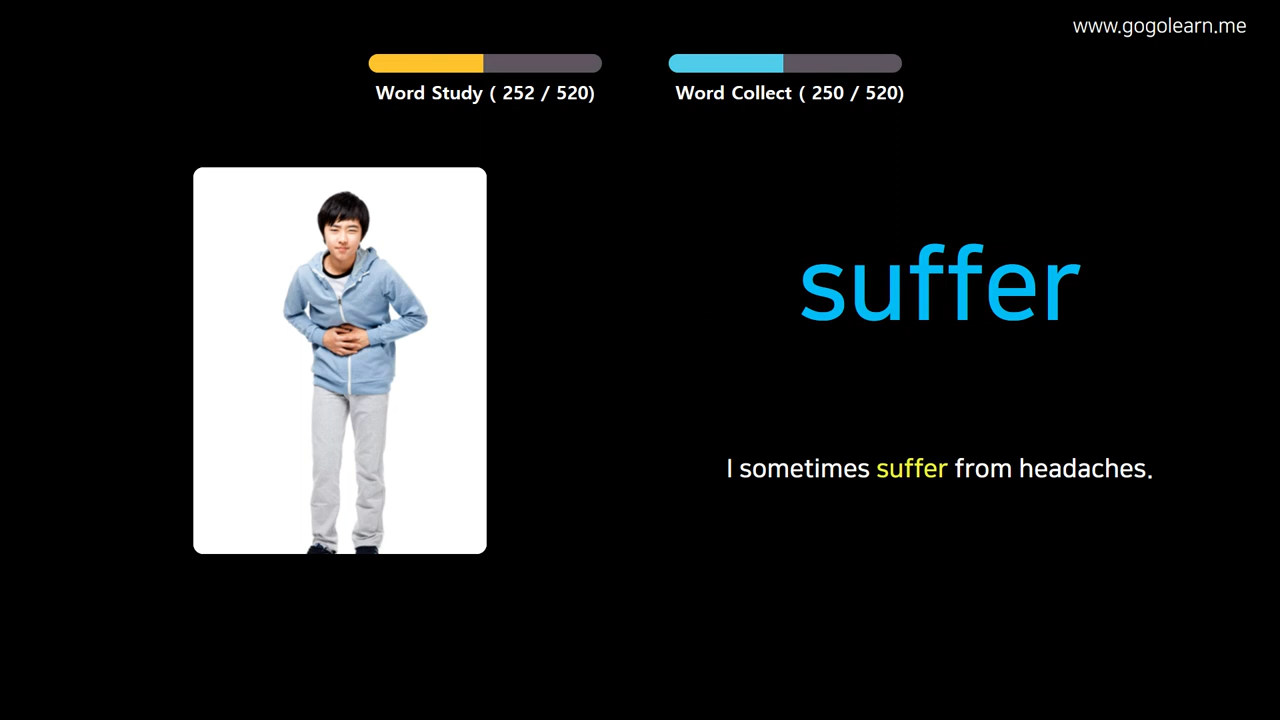 www.gogolearn.me
Word Study ( 252 / 520)
Word Collect ( 250 / 520)
suffer
I sometimes suffer from headaches.